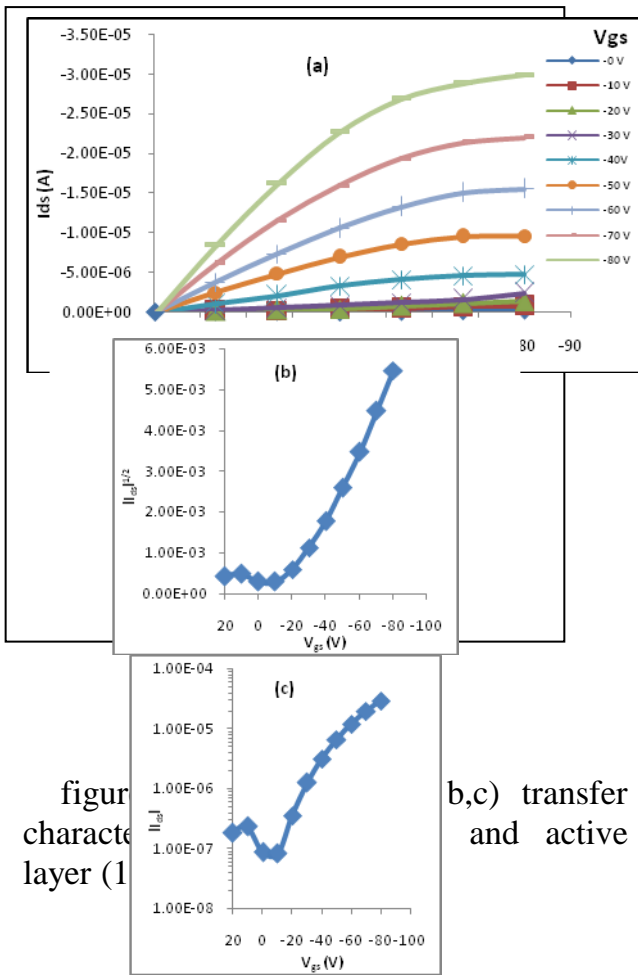 (a)
-3.50E-05
-3.00E-05
-2.50E-05
-2.00E-05
-1.50E-05
-1.00E-05
-5.00E-06
0.00E+00
Ids (A)
Vgs
-0 V
-10 V
-20 V
-30 V
-40V
-50 V
-60 V
-70 V
-80 V
80 -90
(b)
6.00E-03
5.00E-03
4.00E-03
3.00E-03
2.00E-03
1.00E-03
0.00E+00
|Ids|1/2
20 0 -20 -40 -60 -80 -100
Vgs (V)
(c)
1.00E-04
1.00E-05
1.00E-06
1.00E-07
1.00E-08
|Ids|
20 0 -20 -40 -60 -80 -100
Vgs (V)
b,c) transfer
and active
layer (1